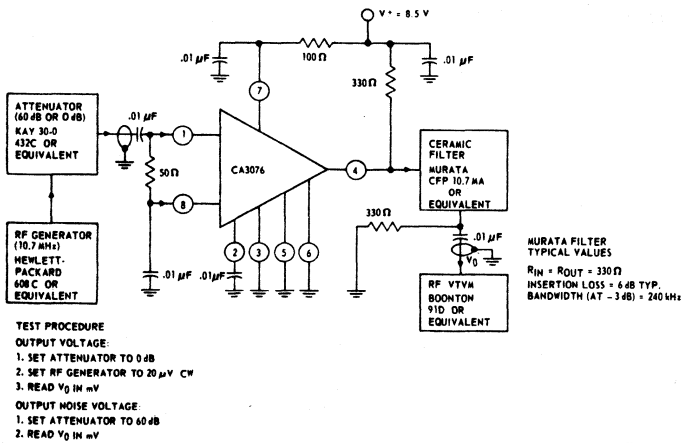 V+ = 8.5 V
.01 µF
100Ω
.01 µF
330Ω
7
ATTENUATOR
(60 dB OR 0 dB)
KAY 30-0
432C OR
EQUIVALENT
.01 µF
1
50Ω
CA3076
4
CERAMIC
FILTER
MURATA
CFP 10.7 MA
OR
EQUIVALENT
8
330Ω
RF GENERATOR
(10.7 MHz)
HEWLETT-
PACKARD
608 C OR
EQUIVALENT
2
3
5
6
.01 µF
.01µF
.01 µF
V0
RF VTVM
BOONTON
91D OR
EQUIVALENT
MURATA FILTER
TYPICAL VALUES
RIN = ROUT = 330 Ω
INSERTION LOSS = 6 dB TYP.
BANDWIDTH (AT – 3 dB) = 240 kHz
TEST PROCEDURE
OUTPUT VOLTAGE:
1. SET ATTENUATOR TO 0 dB
2. SET RF GENERATOR TO 20 µV CW
3. READ V0 IN mV
OUTPUT NOISE VOLTAGE:
1. SET ATTENUATOR TO 60 dB
2. READ V0 IN mV